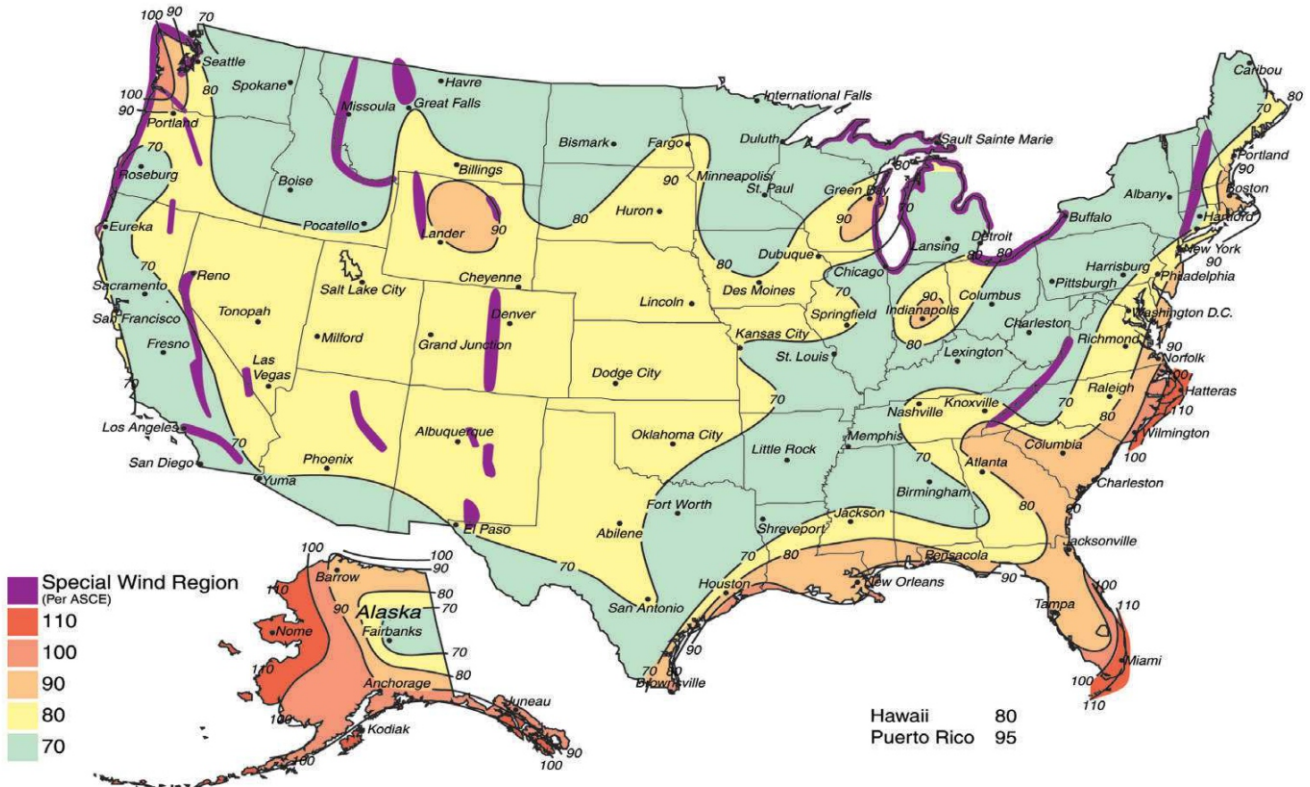 100
90
70
Seattle
Spokane
80
100
90
Portland
70
Roseburg
Eureka
70
Sacramento
San Francisco
Fresno
70
Los Angeles
San Diego
70
Yuma
Missoula
Havre
Great Falls
Boise
Pocatello
Billings
Lander
90
Reno
Tonopah
Las
Vegas
Salt Lake City
Milford
Cheyenne
Denver
Grand Junction
Phoenix
Albuquerque
El Paso
Bismark
Fargo
International Falls
Duluth
Minneapolis
St. Paul
90
Huron
80
Lincoln
Des Moines
Dubuque
Dodge City
Kansas City
Oklahoma City
Abilene
Fort Worth
70
San Antonio
Sault Sainte Marie
80
Green Bay
90
70
Lansing
Detroit
80
80
Chicago
70
Springfield
90
Indianapolis
80
Columbus
St. Louis
Lexington
70
Little Rock
Memphis
Nashville
Knoxville
70
Birmingham
Atlanta
80
Columbia
Charleston
80
Jackson
Shreveport
70
80
Houston
New Orleans
Pensacola
90
Jacksonville
Tampa
100
110
Miami
100
110
90
70
80
Brownsville
Caribou
80
70
Portland
90
Boston
Albany
Hartford
Buffalo
New York
90
Harrisburg
Philadelphia
Pittsburgh
Washington D.C.
Charleston
Richmond
90
Norfolk
100
Hatteras
110
Raleigh
70
80
Wilmington
100
100
100
90
Barrow
110
80
70
90
Alaska
Nome
Fairbanks
70
110
80
Anchorage
100
Juneau
Kodiak
90
100
100
Special Wind Region
(Per ASCE)
110
100
90
80
70
Hawaii 80
Puerto Rico 95